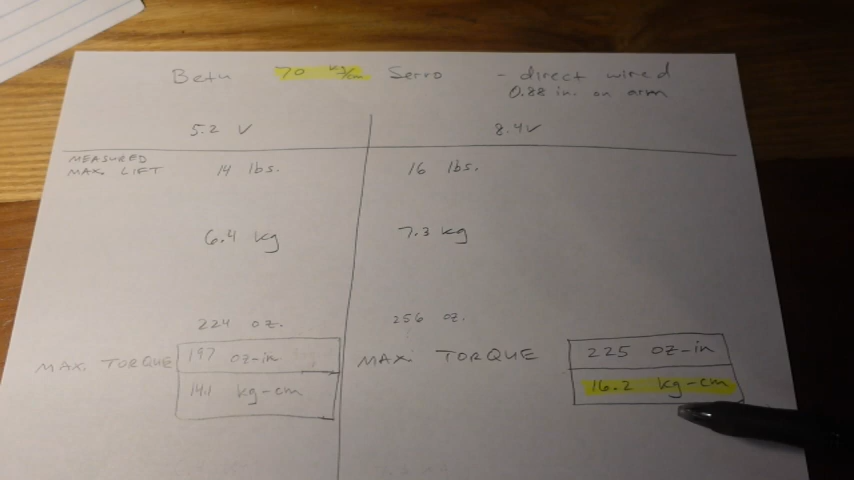 Betu 70 kg/cm Servo - direct wired
0.88 in. on arm
5.2 V 8.4V
MEASURED
MAX. LIFT 14 lbs. 16 lbs.
6.4 kg 7.3 kg
224 oz. 256 oz.
MAX. TORQUE 197 oz-in MAX. TORQUE 225 oz-in
14.1 kg-cm 16.2 kg-cm